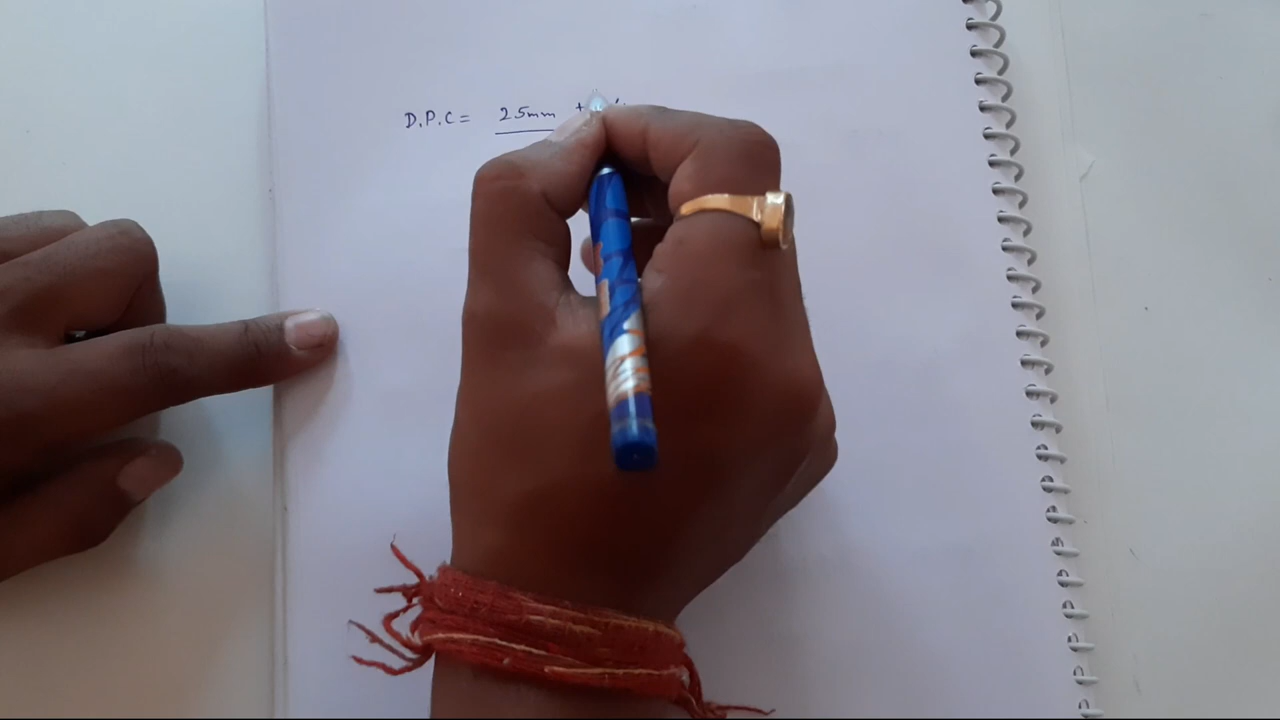 D.P.C = 25mm +